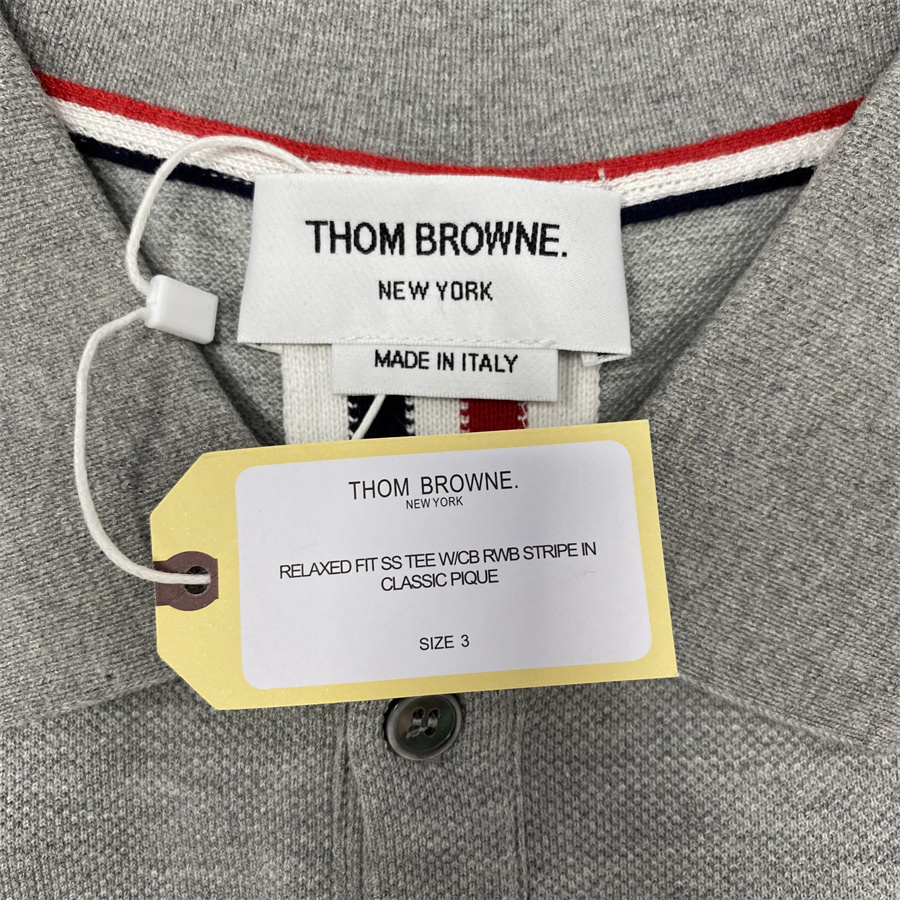 THOM BROWNE.
NEW YORK
MADE IN ITALY
THOM BROWNE.
NEW YORK
RELAXED FIT SS TEE W/CB RWB STRIPE IN
CLASSIC PIQUE
SIZE 3